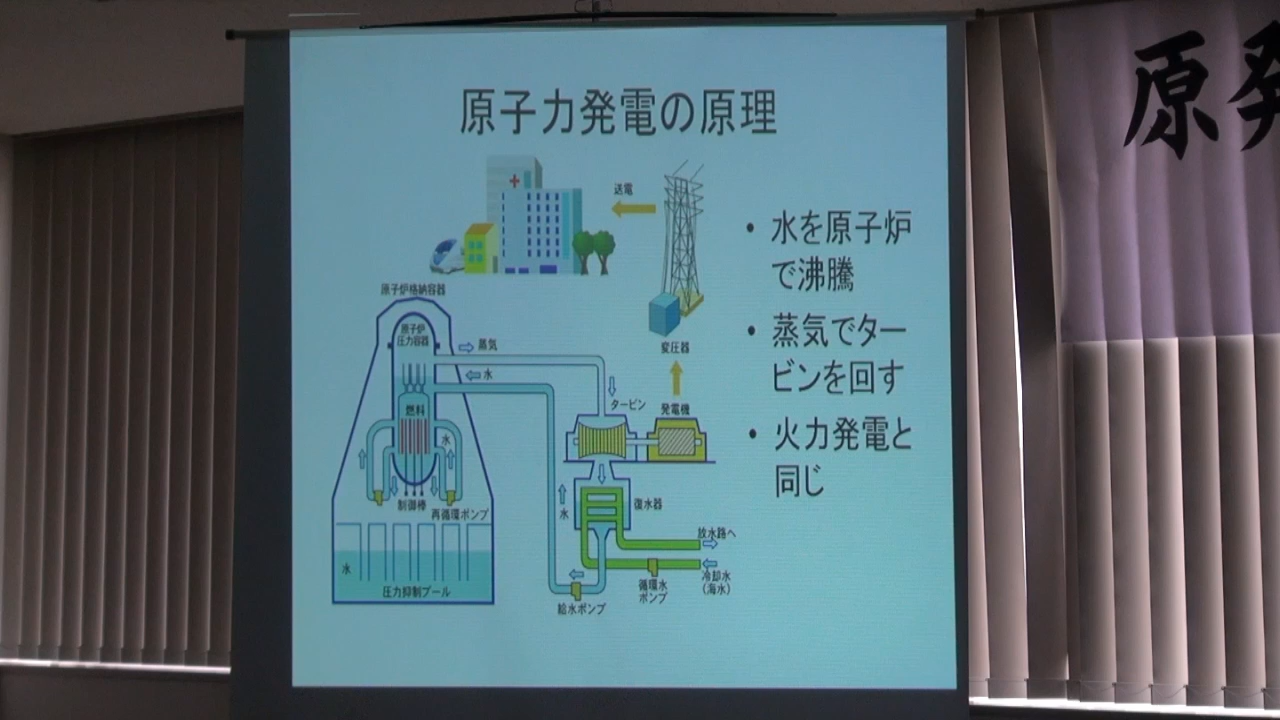 原発
原子力発電の原理
送電
水を原子炉
で沸騰
蒸気でター
ビンを回す
火力発電と
同じ
原子炉格納容器
原子炉
圧力容器
蒸気
水
変圧器
タービン
発電機
燃料
水
制御棒
再循環ポンプ
水
復水器
放水路へ
水
圧力抑制プール
給水ポンプ
循環水
ポンプ
冷却水
(海水)